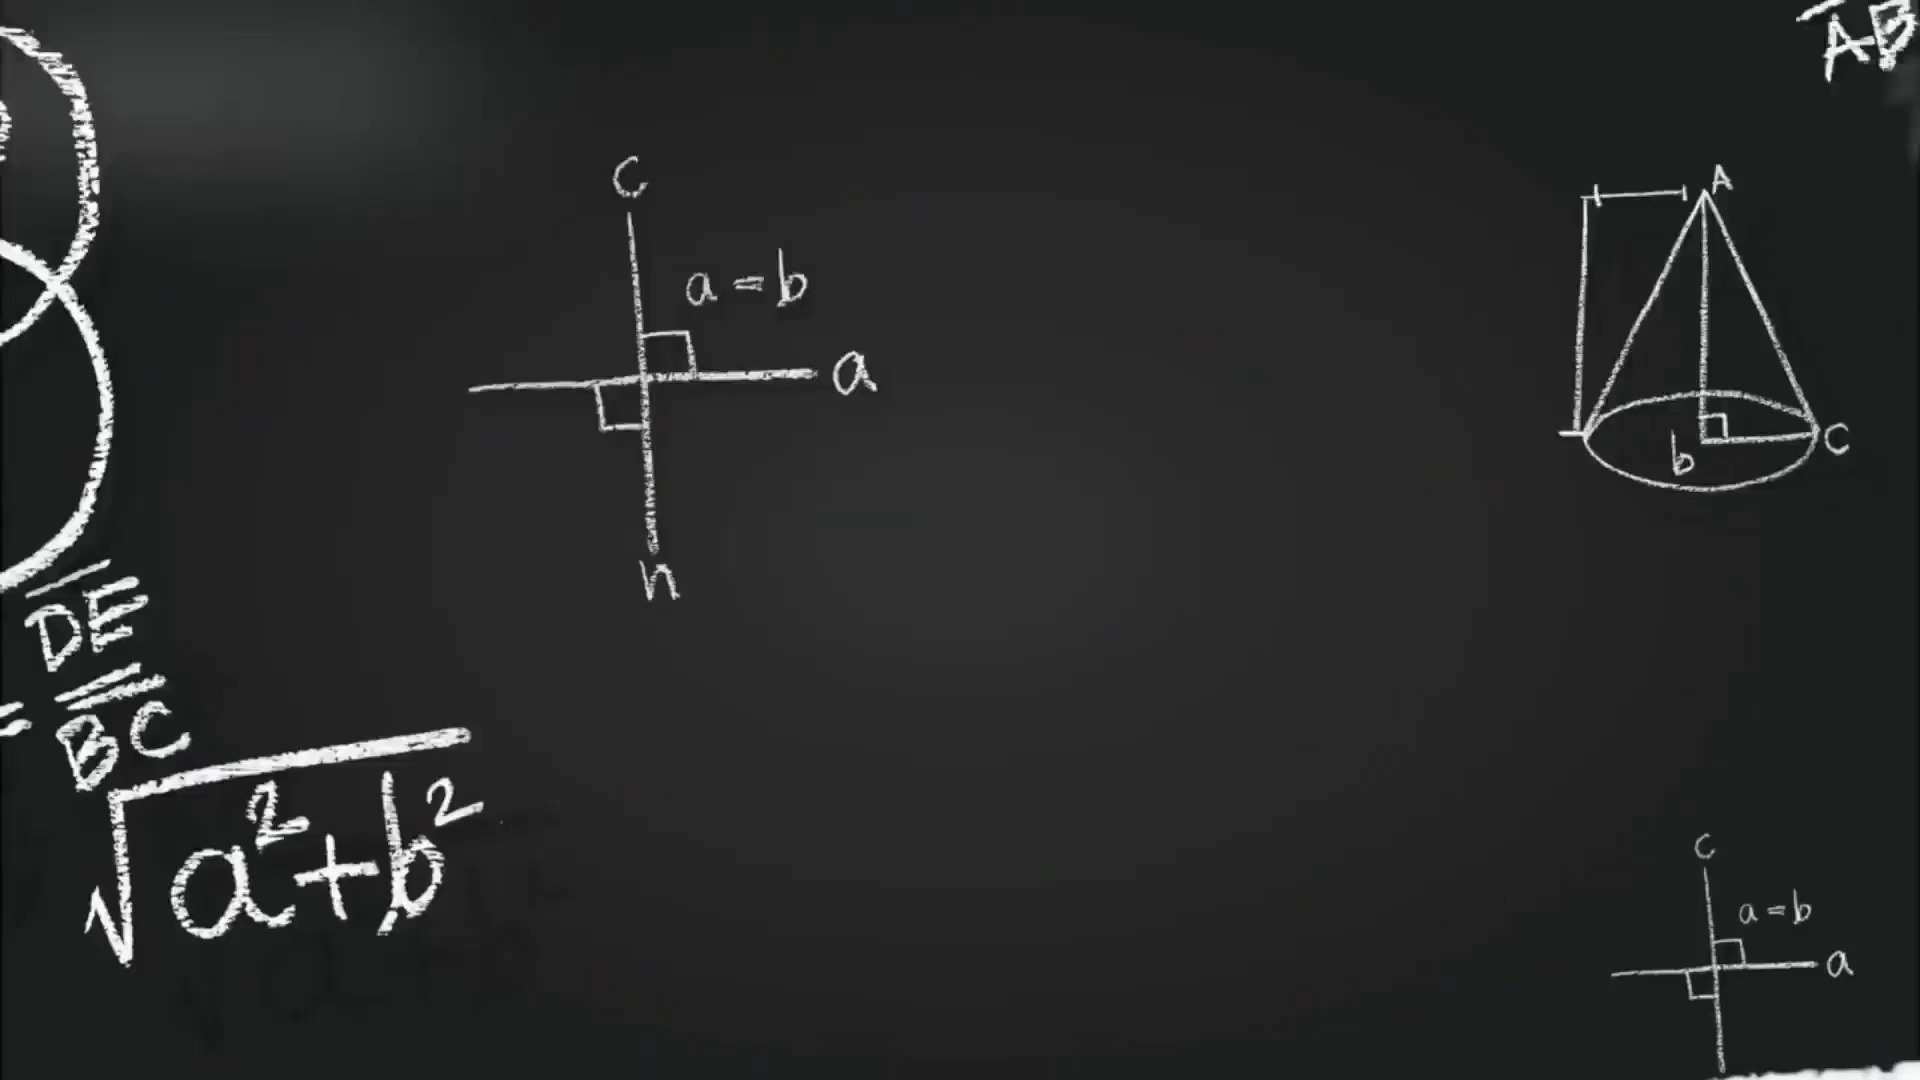 AB
C
a = b
a
n
A
b
C
DE
=
BC
√a²+b²
c
a = b
a